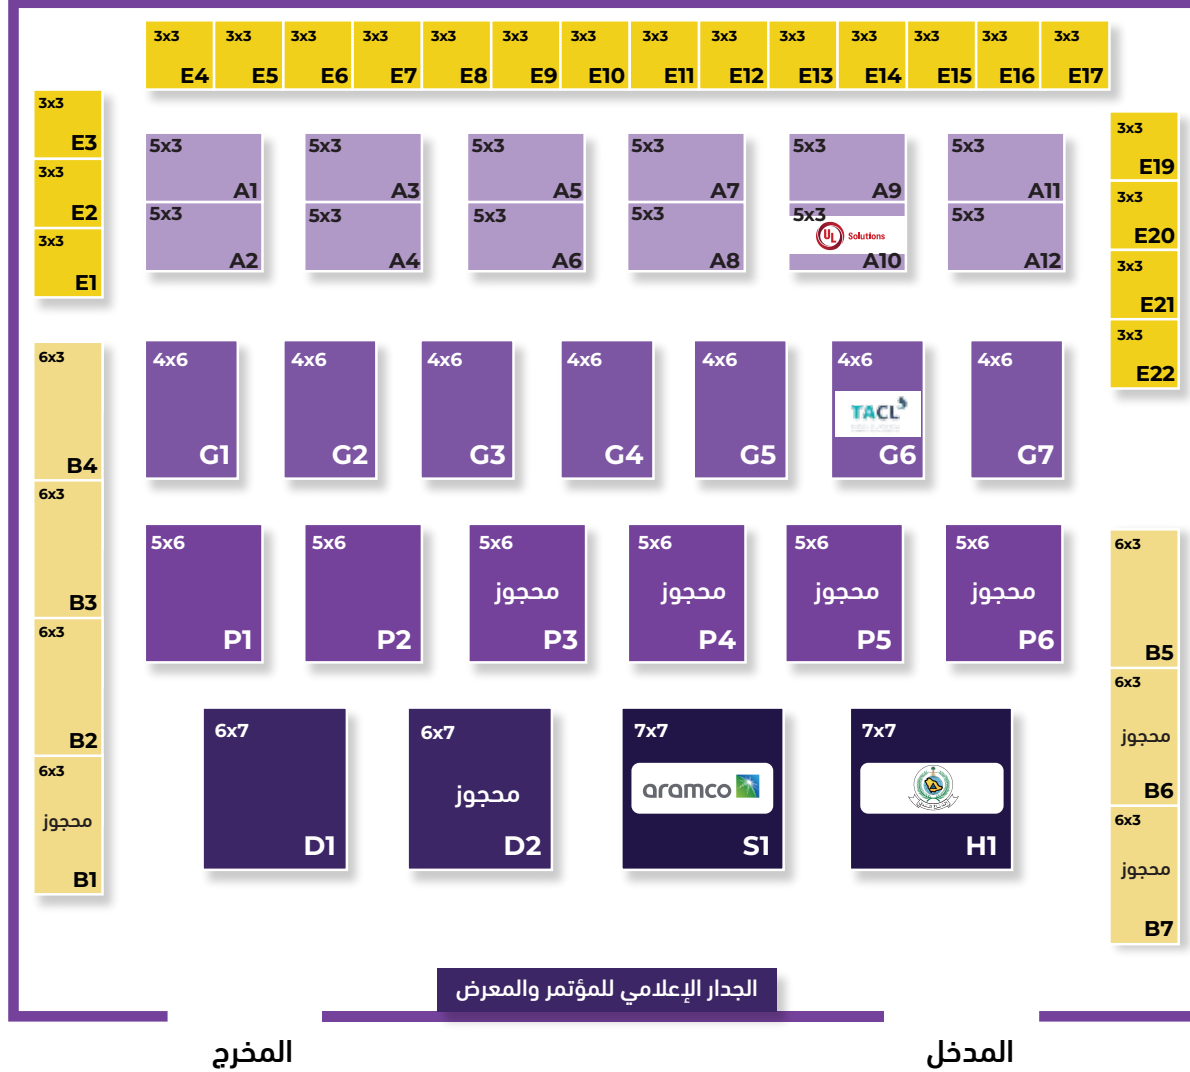 3x3 3x3 3x3 3x3 3x3 3x3 3x3 3x3 3x3 3x3 3x3 3x3 3x3 3x3
E4 E5 E6 E7 E8 E9 E10 E11 E12 E13 E14 E15 E16 E17
3x3
E3
3x3
E2
3x3
E1
5x3 5x3 5x3 5x3 5x3 5x3
A1 A3 A5 A7 A9 A11
5x3 5x3 5x3 5x3 5x3 5x3
UL Solutions
A2 A4 A6 A8 A10 A12
3x3
E19
3x3
E20
3x3
E21
3x3
E22
6x3
B4
6x3
B3
6x3
B2
6x3
محجوز
B1
4x6 4x6 4x6 4x6 4x6 4x6 4x6
TACL
G1 G2 G3 G4 G5 G6 G7
5x6 5x6 5x6 5x6 5x6 5x6
محجوز محجوز محجوز محجوز
P1 P2 P3 P4 P5 P6
6x7 6x7 7x7 7x7
محجوز aramco
D1 D2 S1 H1
6x3
B5
6x3
محجوز
B6
6x3
محجوز
B7
الجدار الإعلامي للمؤتمر والمعرض
المدخل
المخرج